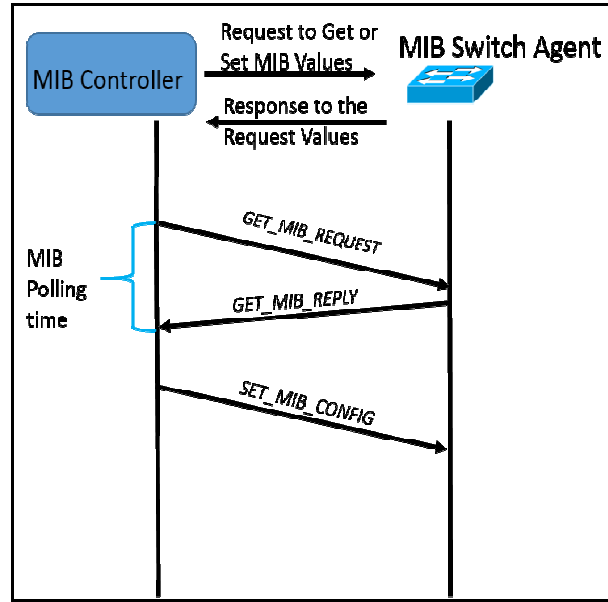 MIB Controller
Request to Get or
Set MIB Values
MIB Switch Agent
Response to the
Request Values
GET_MIB_REQUEST
MIB
Polling
time
GET_MIB_REPLY
SET_MIB_CONFIG